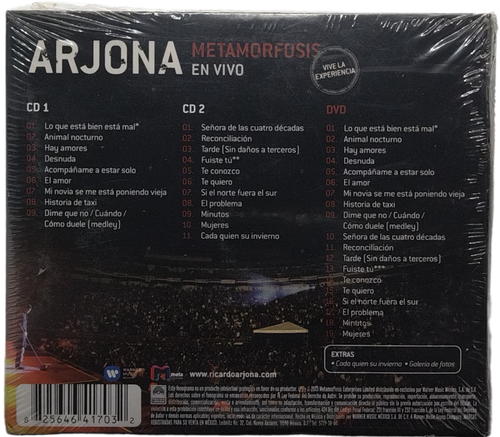 ARJONA METAMORFOSIS
EN VIVO
VIVE LA
EXPERIENCIA
CD 1
01. Lo que está bien está mal*
02. Animal nocturno
03. Hay amores
04. Desnuda
05. Acompáñame a estar solo
06. El amor
07. Mi novia se me está poniendo vieja
08. Historia de taxi
09. Dime que no / Cuándo /
Cómo duele (medley)
CD 2
01. Señora de las cuatro décadas
02. Reconciliación
03. Tarde (Sin daños a terceros)
04. Fuiste tú**
05. Te conozco
06. Te quiero
07. Si el norte fuera el sur
08. El problema
09. Minutos
10. Mujeres
11. Cada quien su invierno
DVD
01. Lo que está bien está mal*
02. Animal nocturno
03. Hay amores
04. Desnuda
05. Acompáñame a estar solo
06. El amor
07. Mi novia se me está poniendo vieja
08. Historia de taxi
09. Dime que no / Cuándo /
Cómo duele (medley)
10. Señora de las cuatro décadas
11. Reconciliación
12. Tarde (Sin daños a terceros)
13. Fuiste tú***
14. Te conozco
15. Te quiero
16. Si el norte fuera el sur
17. El problema
18. Minutos
19. Mujeres
EXTRAS
• Cada quien su invierno • Galería de fotos
meta www.ricardoarjona.com
8 25646 41703 2